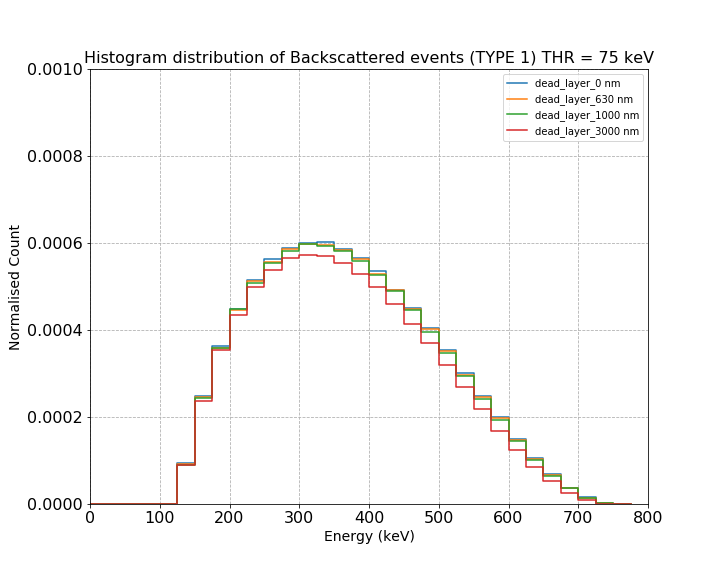 Histogram distribution of Backscattered events (TYPE 1) THR = 75 keV
0.0010
0.0008
0.0006
0.0004
0.0002
0.0000
Normalised Count
dead_layer_0 nm
dead_layer_630 nm
dead_layer_1000 nm
dead_layer_3000 nm
0 100 200 300 400 500 600 700 800
Energy (keV)